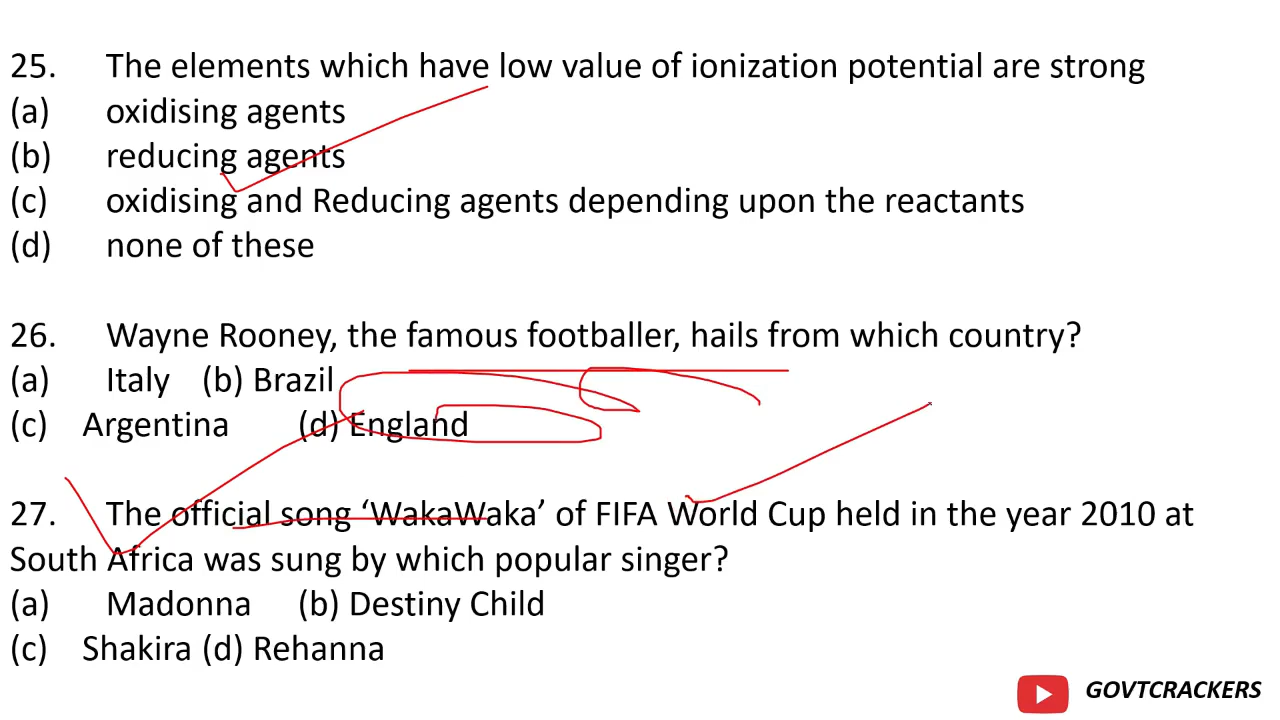 25. The elements which have low value of ionization potential are strong
(a) oxidising agents
(b) reducing agents
(c) oxidising and Reducing agents depending upon the reactants
(d) none of these
26. Wayne Rooney, the famous footballer, hails from which country?
(a) Italy (b) Brazil
(c) Argentina (d) England
27. The official song ‘WakaWaka’ of FIFA World Cup held in the year 2010 at
South Africa was sung by which popular singer?
(a) Madonna (b) Destiny Child
(c) Shakira (d) Rehanna
GOVTCRACKERS